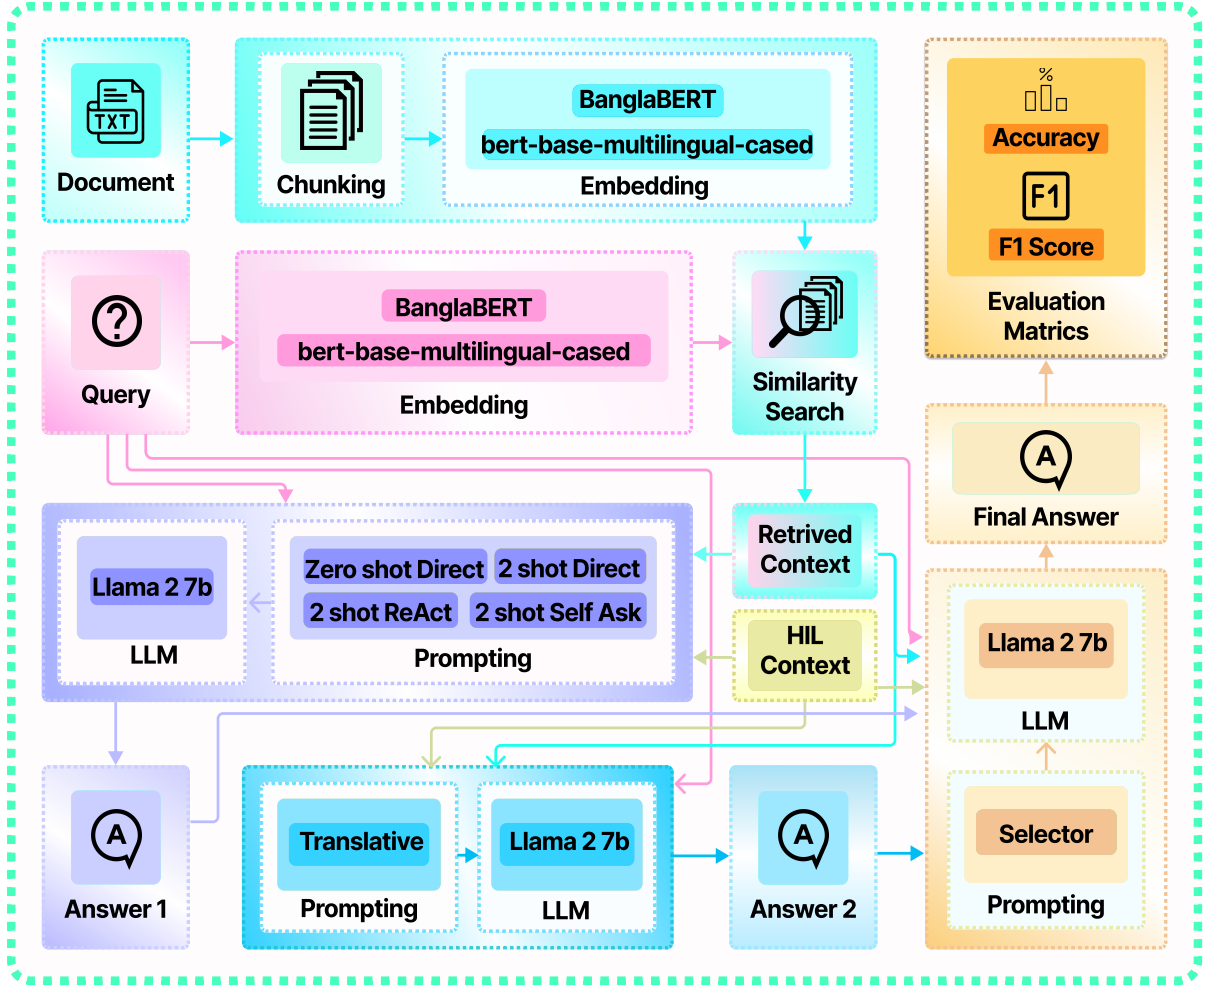 TXT
Document
Chunking
BanglaBERT
bert-base-multilingual-cased
Embedding
%
Accuracy
F1
F1 Score
Evaluation
Matrics
?
Query
BanglaBERT
bert-base-multilingual-cased
Embedding
Similarity
Search
A
Final Answer
Llama 2 7b
LLM
Zero shot Direct
2 shot Direct
2 shot ReAct
2 shot Self Ask
Prompting
Retrived
Context
HIL
Context
Llama 2 7b
LLM
Selector
Prompting
A
Answer 1
Translative
Prompting
Llama 2 7b
LLM
A
Answer 2